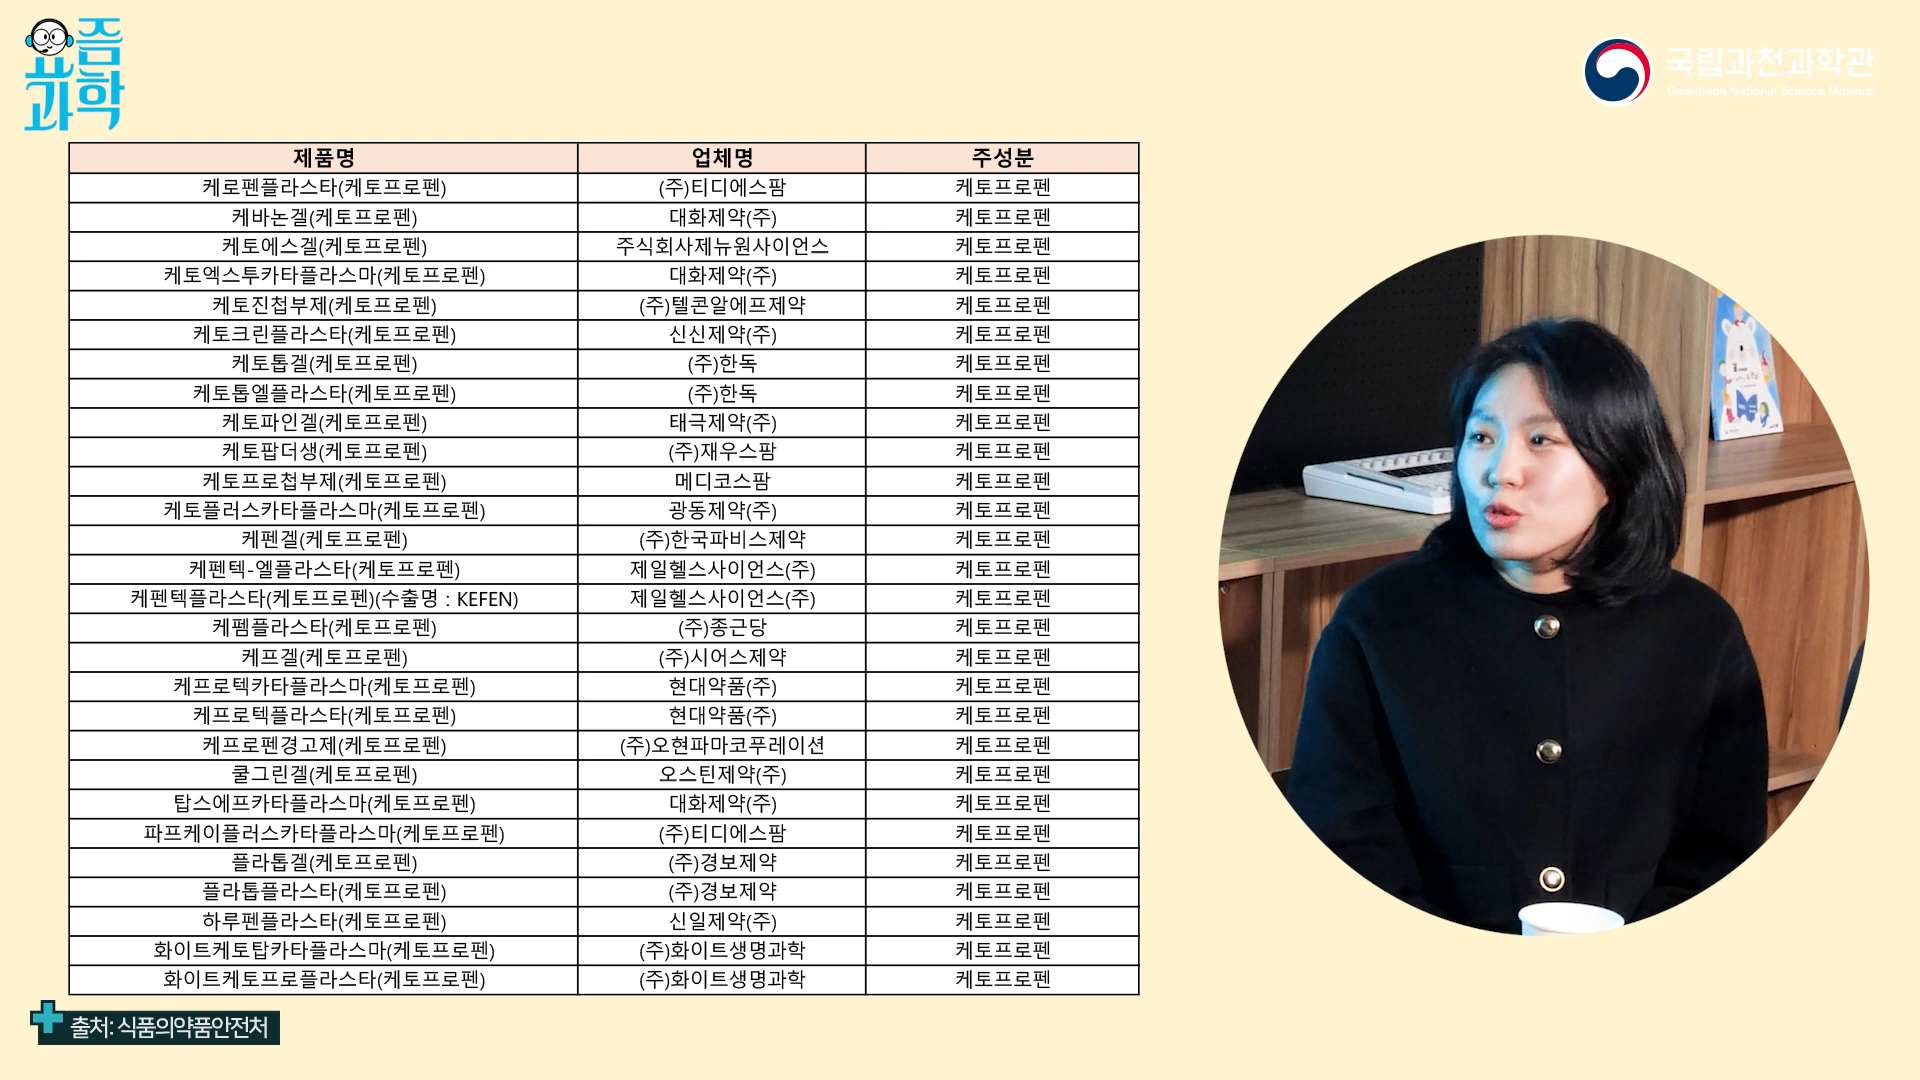 요즘
과학
국립과천과학관
Gwacheon National Science Museum
제품명 업체명 주성분
케로펜플라스타(케토프로펜) (주)티디에스팜 케토프로펜
케바논겔(케토프로펜) 대화제약(주) 케토프로펜
케토에스겔(케토프로펜) 주식회사제뉴원사이언스 케토프로펜
케토엑스투카타플라스마(케토프로펜) 대화제약(주) 케토프로펜
케토진첩부제(케토프로펜) (주)텔콘알에프제약 케토프로펜
케토크린플라스타(케토프로펜) 신신제약(주) 케토프로펜
케토톱겔(케토프로펜) (주)한독 케토프로펜
케토톱엘플라스타(케토프로펜) (주)한독 케토프로펜
케토파인겔(케토프로펜) 태극제약(주) 케토프로펜
케토팝더생(케토프로펜) (주)재우스팜 케토프로펜
케토프로첩부제(케토프로펜) 메디코스팜 케토프로펜
케토플러스카타플라스마(케토프로펜) 광동제약(주) 케토프로펜
케펜겔(케토프로펜) (주)한국파비스제약 케토프로펜
케펜텍-엘플라스타(케토프로펜) 제일헬스사이언스(주) 케토프로펜
케펜텍플라스타(케토프로펜)(수출명 : KEFEN) 제일헬스사이언스(주) 케토프로펜
케펨플라스타(케토프로펜) (주)종근당 케토프로펜
케프겔(케토프로펜) (주)시어스제약 케토프로펜
케프로텍카타플라스마(케토프로펜) 현대약품(주) 케토프로펜
케프로텍플라스타(케토프로펜) 현대약품(주) 케토프로펜
케프로펜경고제(케토프로펜) (주)오현파마코푸레이션 케토프로펜
쿨그린겔(케토프로펜) 오스틴제약(주) 케토프로펜
탑스에프카타플라스마(케토프로펜) 대화제약(주) 케토프로펜
파프케이플러스카타플라스마(케토프로펜) (주)티디에스팜 케토프로펜
플라톱겔(케토프로펜) (주)경보제약 케토프로펜
플라톱플라스타(케토프로펜) (주)경보제약 케토프로펜
하루펜플라스타(케토프로펜) 신일제약(주) 케토프로펜
화이트케토탑카타플라스마(케토프로펜) (주)화이트생명과학 케토프로펜
화이트케토프로플라스타(케토프로펜) (주)화이트생명과학 케토프로펜
출처: 식품의약품안전처